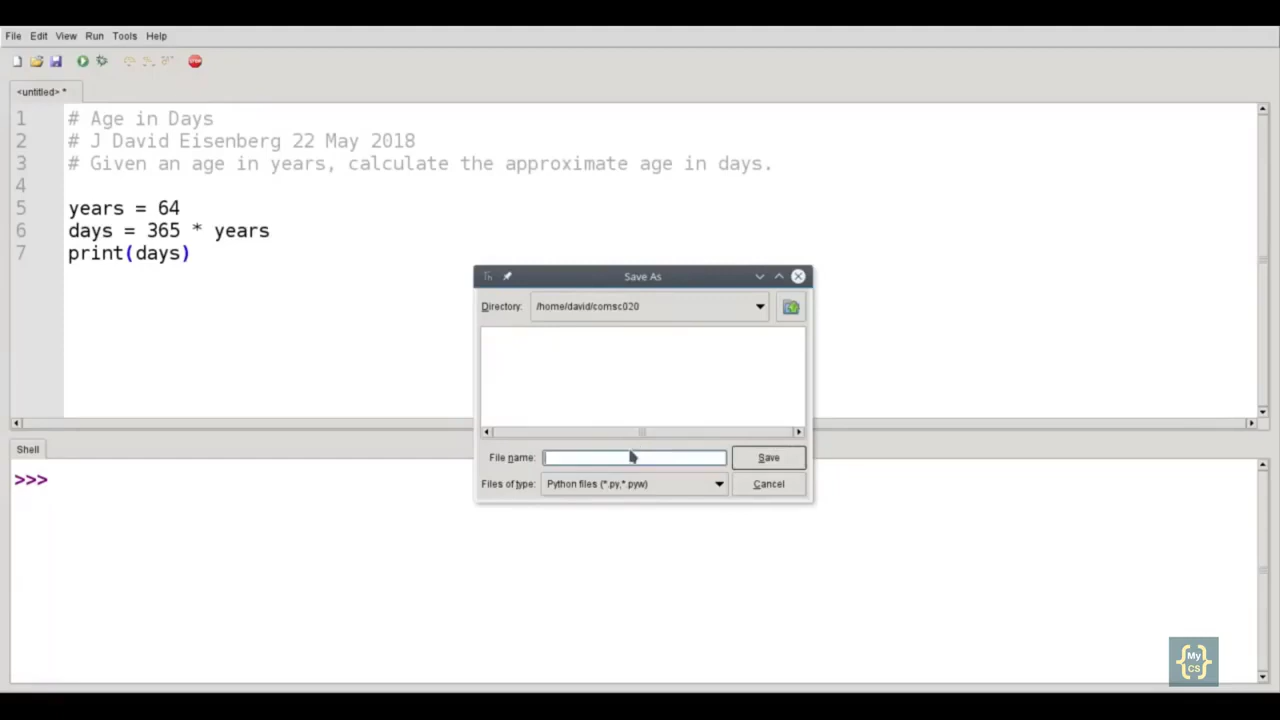 File Edit View Run Tools Help
<untitled> *
1 # Age in Days
2 # J David Eisenberg 22 May 2018
3 # Given an age in years, calculate the approximate age in days.
4
5 years = 64
6 days = 365 * years
7 print(days)
Save As
Directory: /home/david/comsc020
File name: Save
Files of type: Python files (*.py,*.pyw) Cancel
Shell
>>>
{My CS}